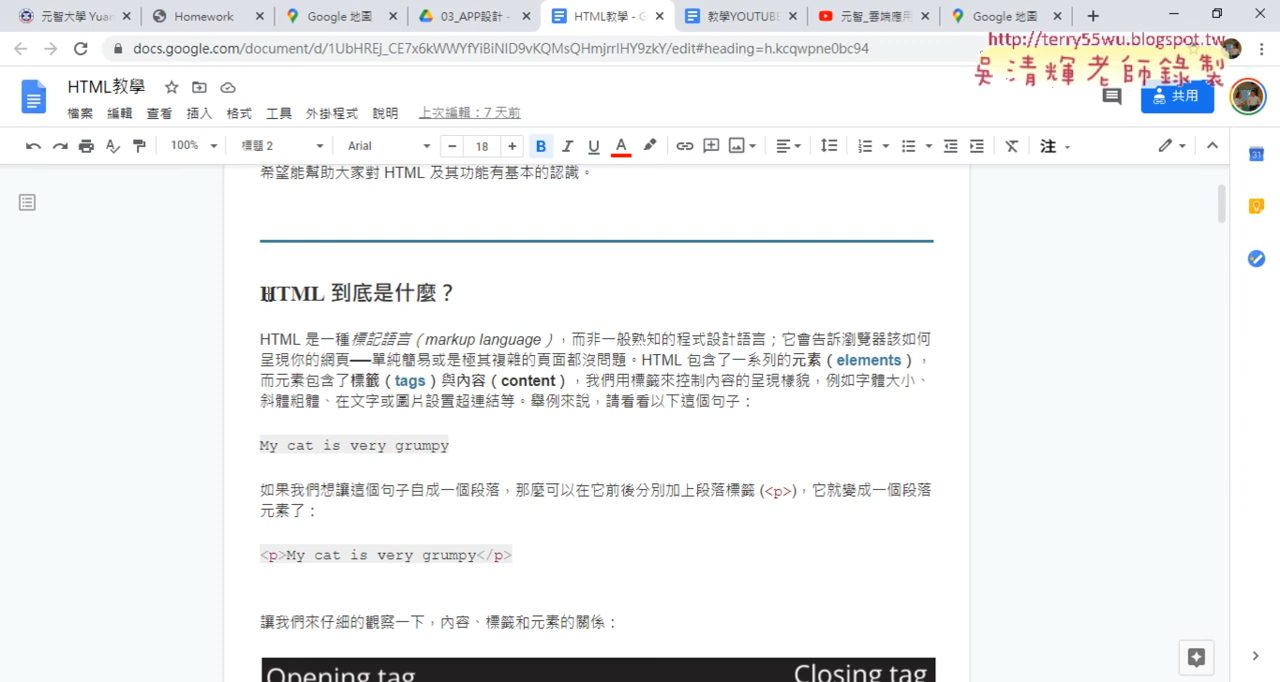 元智大學 Yuan
Homework
Google 地圖
03_APP設計 -
HTML教學 - G
教學YOUTUBE
元智_雲端應用
Google 地圖
docs.google.com/document/d/1UbHREj_CE7x6kWWYfYiBiNID9vKQMsQHmjrrlHY9zkY/edit#heading=h.kcqwpne0bc94
http://terry55wu.blogspot.tw
吳清輝老師錄製
HTML教學
檔案 編輯 查看 插入 格式 工具 外掛程式 說明 上次編輯：7 天前
共用
100% 標題 2 Arial 18 B I U A 注
31
希望能幫助大家對 HTML 及其功能有基本的認識。
HTML 到底是什麼？
HTML 是一種標記語言（markup language），而非一般熟知的程式設計語言；它會告訴瀏覽器該如何
呈現你的網頁──單純簡易或是極其複雜的頁面都沒問題。HTML 包含了一系列的元素（elements），
而元素包含了標籤（tags）與內容（content），我們用標籤來控制內容的呈現樣貌，例如字體大小、
斜體粗體、在文字或圖片設置超連結等。舉例來說，請看看以下這個句子：
My cat is very grumpy
如果我們想讓這個句子自成一個段落，那麼可以在它前後分別加上段落標籤 (<p>)，它就變成一個段落
元素了：
<p>My cat is very grumpy</p>
讓我們來仔細的觀察一下，內容、標籤和元素的關係：
Opening tag Closing tag